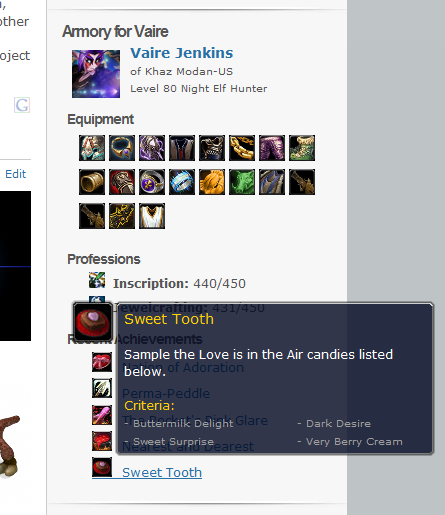 other
oject
G
Edit
Armory for Vaire
Vaire Jenkins
of Khaz Modan-US
Level 80 Night Elf Hunter
Equipment
Professions
Inscription: 440/450
Jewelcrafting: 431/450
Recent Achievements
Sweet Tooth
Sample the Love is in the Air candies listed
below.
Criteria:
- Buttermilk Delight - Dark Desire
- Sweet Surprise - Very Berry Cream
of Adoration
Perma-Peddle
The Rocket's Pink Glare
Nearest and Dearest
Sweet Tooth